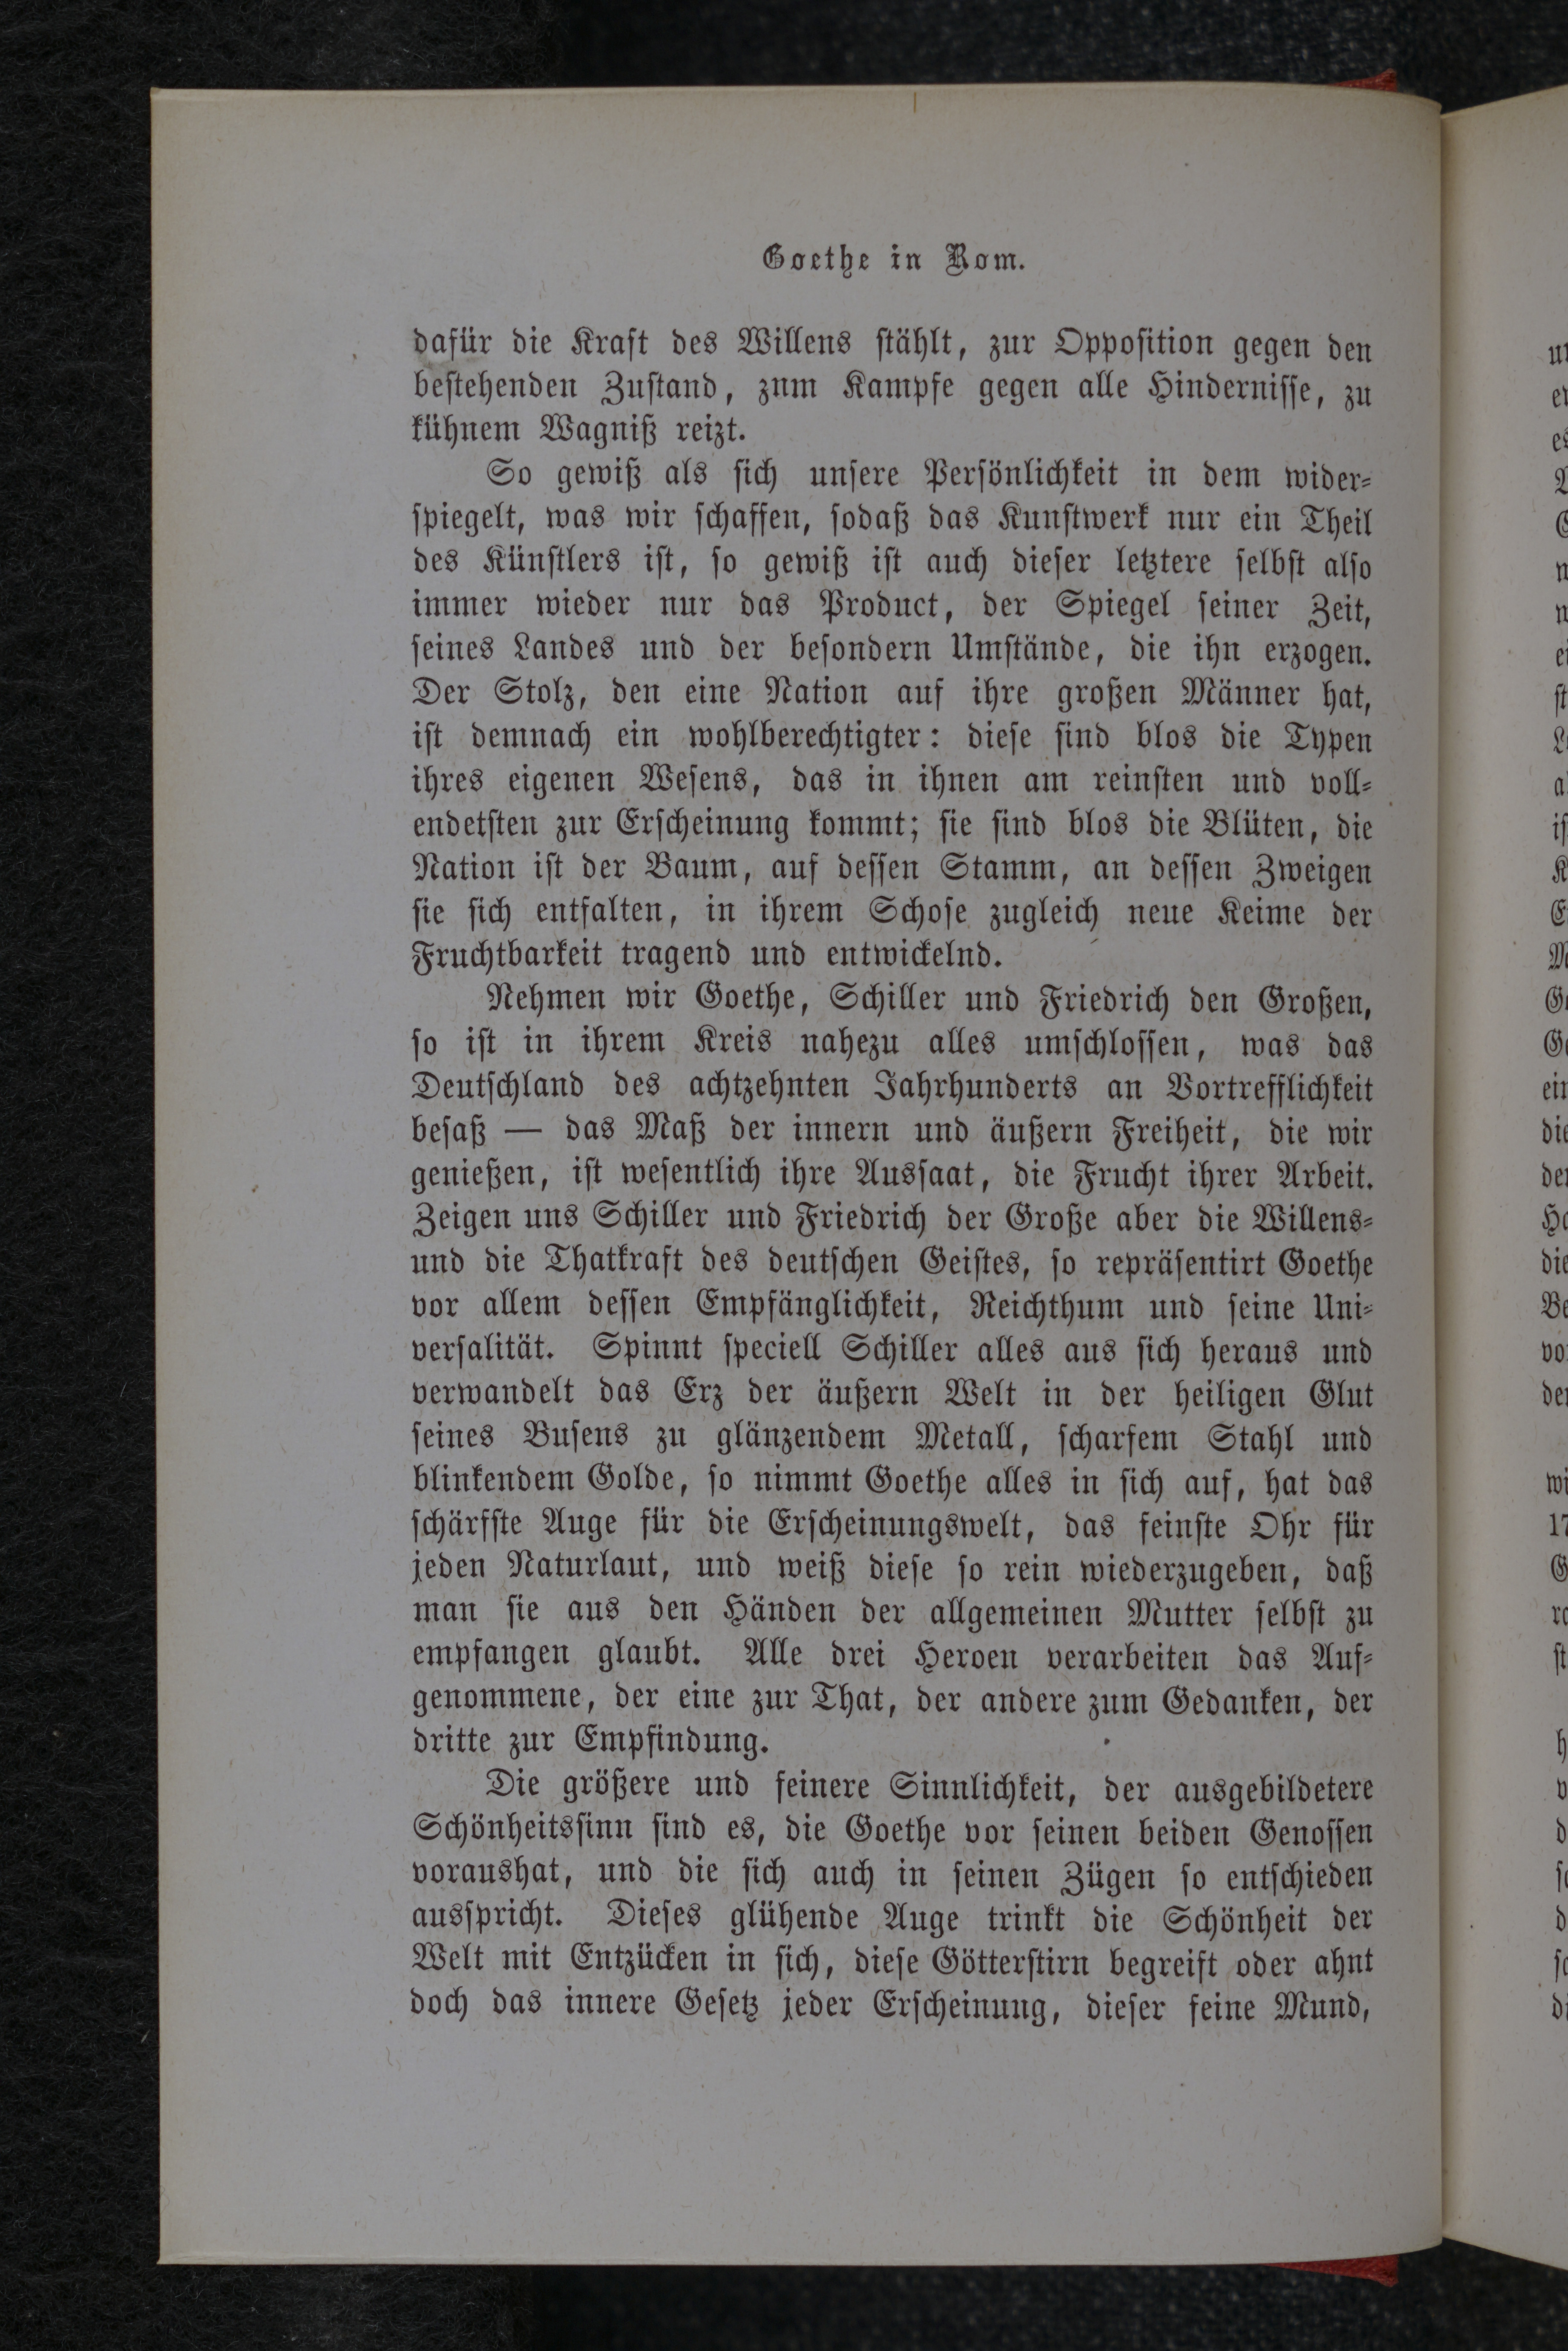 Goethe in Rom.
dafür die Kraft des Willens stählt, zur Opposition gegen den
bestehenden Zustand, zum Kampfe gegen alle Hindernisse, zu
kühnem Wagniß reizt.
So gewiß als sich unsere Persönlichkeit in dem wider-
spiegelt, was wir schaffen, sodaß das Kunstwerk nur ein Theil
des Künstlers ist, so gewiß ist auch dieser letztere selbst also
immer wieder nur das Product, der Spiegel seiner Zeit,
seines Landes und der besondern Umstände, die ihn erzogen.
Der Stolz, den eine Nation auf ihre großen Männer hat,
ist demnach ein wohlberechtigter: diese sind blos die Typen
ihres eigenen Wesens, das in ihnen am reinsten und voll-
endetsten zur Erscheinung kommt; sie sind blos die Blüten, die
Nation ist der Baum, auf dessen Stamm, an dessen Zweigen
sie sich entfalten, in ihrem Schose zugleich neue Keime der
Fruchtbarkeit tragend und entwickelnd.
Nehmen wir Goethe, Schiller und Friedrich den Großen,
so ist in ihrem Kreis nahezu alles umschlossen, was das
Deutschland des achtzehnten Jahrhunderts an Vortrefflichkeit
besaß — das Maß der innern und äußern Freiheit, die wir
genießen, ist wesentlich ihre Aussaat, die Frucht ihrer Arbeit.
Zeigen uns Schiller und Friedrich der Große aber die Willens-
und die Thatkraft des deutschen Geistes, so repräsentirt Goethe
vor allem dessen Empfänglichkeit, Reichthum und seine Uni-
versalität. Spinnt speciell Schiller alles aus sich heraus und
verwandelt das Erz der äußern Welt in der heiligen Glut
seines Busens zu glänzendem Metall, scharfem Stahl und
blinkendem Golde, so nimmt Goethe alles in sich auf, hat das
schärfste Auge für die Erscheinungswelt, das feinste Ohr für
jeden Naturlaut, und weiß diese so rein wiederzugeben, daß
man sie aus den Händen der allgemeinen Mutter selbst zu
empfangen glaubt. Alle drei Heroen verarbeiten das Auf-
genommene, der eine zur That, der andere zum Gedanken, der
dritte zur Empfindung.
Die größere und feinere Sinnlichkeit, der ausgebildetere
Schönheitssinn sind es, die Goethe vor seinen beiden Genossen
voraushat, und die sich auch in seinen Zügen so entschieden
ausspricht. Dieses glühende Auge trinkt die Schönheit der
Welt mit Entzücken in sich, diese Götterstirn begreift oder ahnt
doch das innere Gesetz jeder Erscheinung, dieser feine Mund,